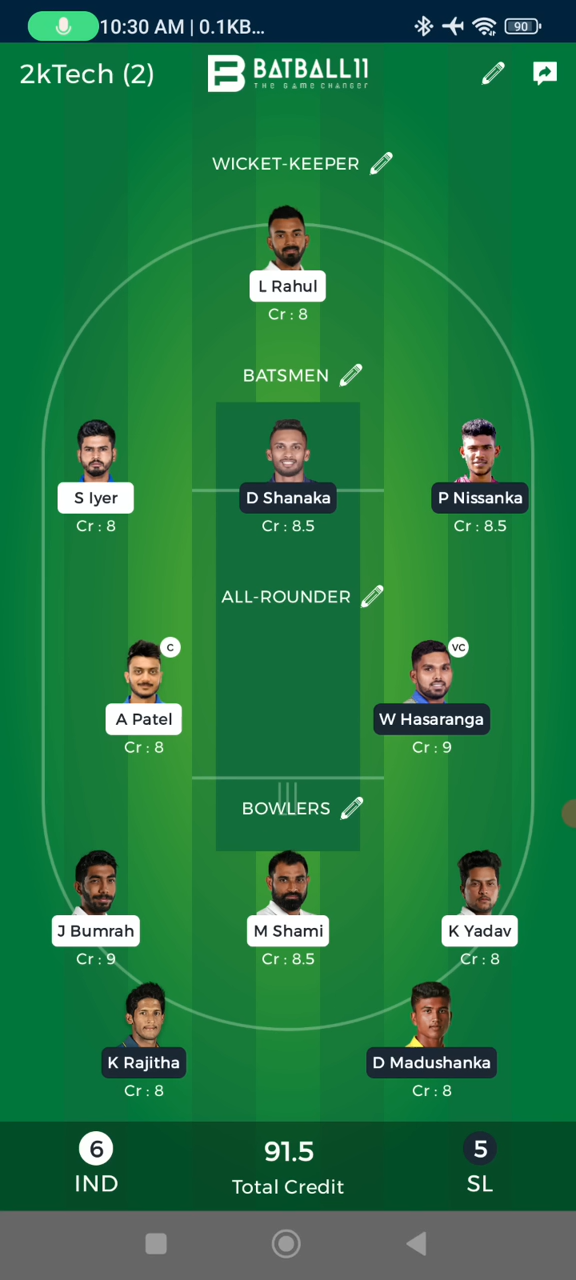 10:30 AM | 0.1KB... 90
2kTech (2) BATBALL11
THE GAME CHANGER
WICKET-KEEPER
L Rahul
Cr : 8
BATSMEN
S Iyer D Shanaka P Nissanka
Cr : 8 Cr : 8.5 Cr : 8.5
ALL-ROUNDER
C VC
A Patel W Hasaranga
Cr : 8 Cr : 9
BOWLERS
J Bumrah M Shami K Yadav
Cr : 9 Cr : 8.5 Cr : 8
K Rajitha D Madushanka
Cr : 8 Cr : 8
6 91.5 5
IND Total Credit SL